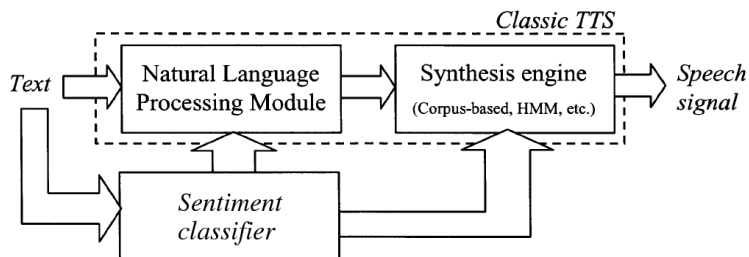 Classic TTS
Text
Natural Language
Processing Module
Synthesis engine
(Corpus-based, HMM, etc.)
Speech
signal
Sentiment
classifier